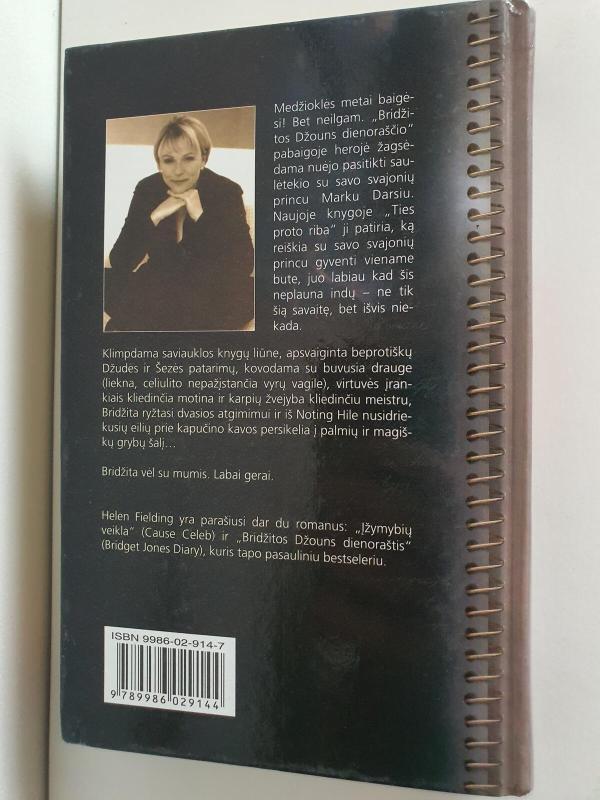 Medžioklės metai baigė-
si! Bet neilgam. „Bridži-
tos Džouns dienoraščio"
pabaigoje herojė žagsė-
dama nuėjo pasitikti sau-
lėtekio su savo svajonių
princu Marku Darsiu.
Naujoje knygoje „Ties
proto riba" ji patiria, ką
reiškia su savo svajonių
princu gyventi viename
bute, juo labiau kad šis
neplauna indų – ne tik
šią savaitę, bet išvis nie-
kada.
Klimpdama saviauklos knygų liūne, apsvaiginta beprotiškų
Džudės ir Šezės patarimų, kovodama su buvusia drauge
(liekna, celiulito nepažįstančia vyrų vagile), virtuvės įran-
kiais kliedinčia motina ir karpių žvejyba kliedinčiu meistru,
Bridžita ryžtasi dvasios atgimimui ir iš Noting Hile nusidrie-
kusių eilių prie kapučino kavos persikelia į palmių ir magiš-
kų grybų šalį...
Bridžita vėl su mumis. Labai gerai.
Helen Fielding yra parašiusi dar du romanus: „Įžymybių
veikla" (Cause Celeb) ir „Bridžitos Džouns dienoraštis"
(Bridget Jones Diary), kuris tapo pasauliniu bestseleriu.
ISBN 9986-02-914-7
9 789986 029144